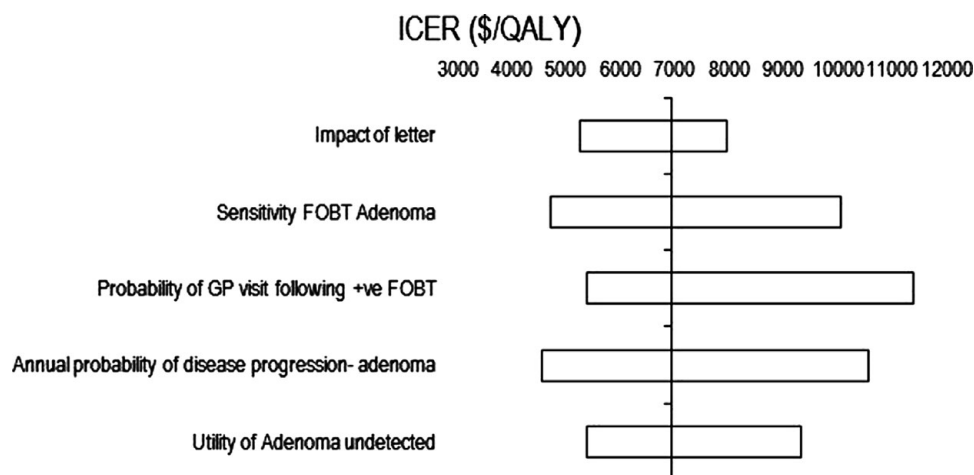 ICER ($/QALY)
3000 4000 5000 6000 7000 8000 9000 10000 11000 12000
Impact of letter
Sensitivity FOBT Adenoma
Probability of GP visit following +ve FOBT
Annual probability of disease progression- adenoma
Utility of Adenoma undetected